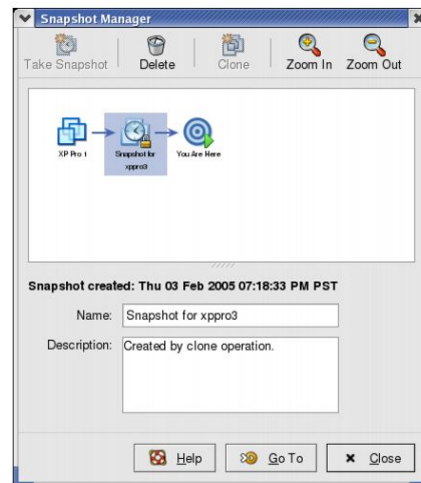 Snapshot Manager
Take Snapshot
Delete
Clone
Zoom In
Zoom Out
XP Pro 1
Snapshot for
xppro3
You Are Here
Snapshot created: Thu 03 Feb 2005 07:18:33 PM PST
Name: Snapshot for xppro3
Description: Created by clone operation.
Help
Go To
Close